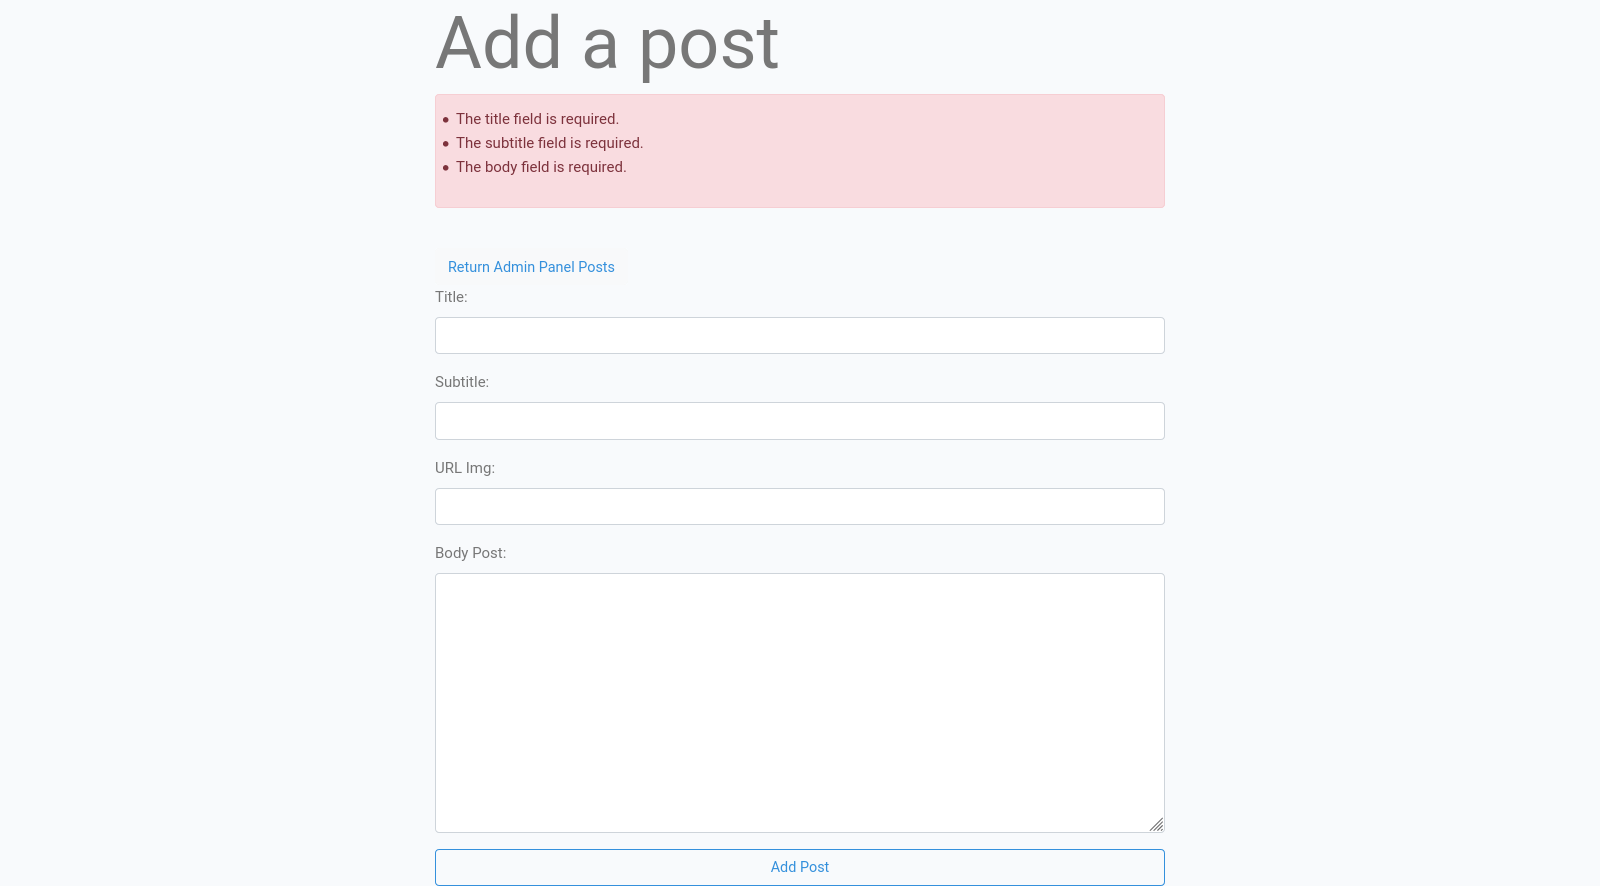 Add a post
The title field is required.
The subtitle field is required.
The body field is required.
Return Admin Panel Posts
Title:
Subtitle:
URL Img:
Body Post:
Add Post